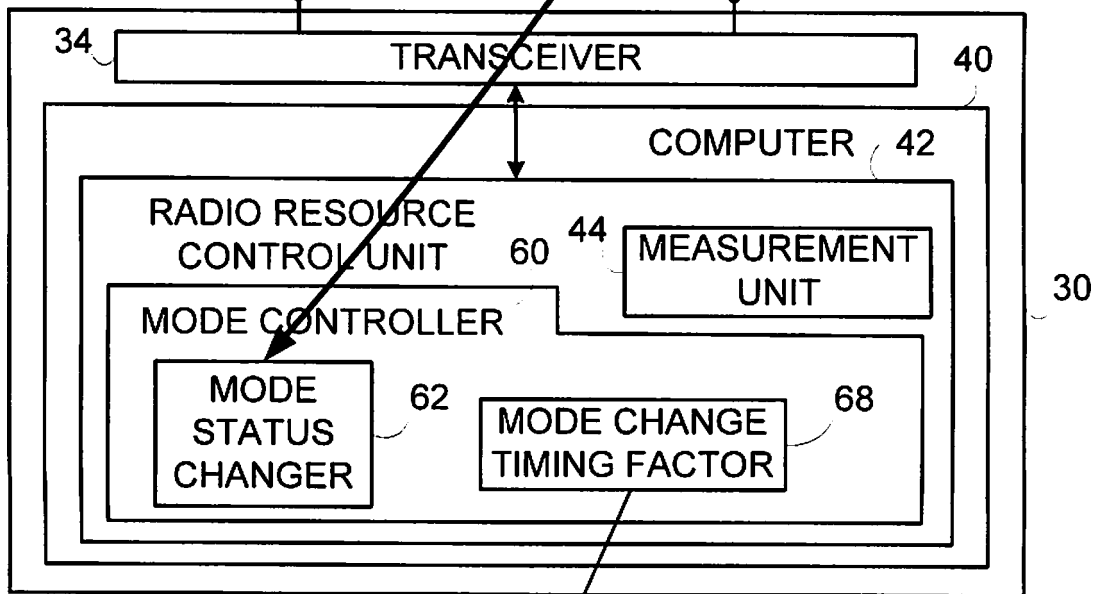 34
TRANSCEIVER
40
COMPUTER
42
RADIO RESOURCE
CONTROL UNIT
44
MEASUREMENT
UNIT
60
30
MODE CONTROLLER
MODE
STATUS
CHANGER
62
MODE CHANGE
TIMING FACTOR
68